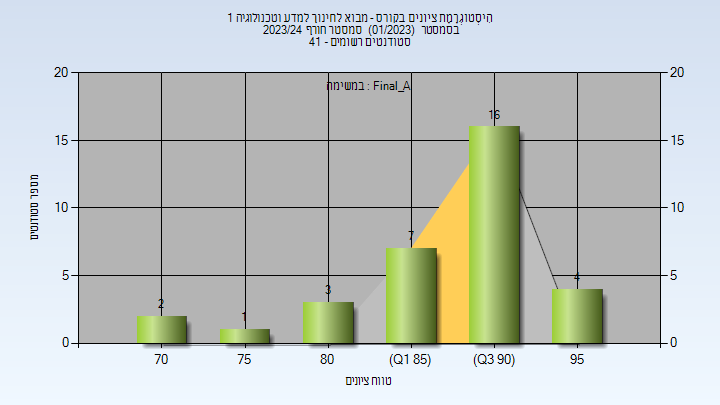 היסטוגרמת ציונים בקורס - מבוא לחינוך למדע וטכנולוגיה 1
בסמסטר (01/2023) סמסטר חורף 2023/24
סטודנטים רשומים - 41
במשימה : Final_A
20 20
15 15
10 10
5 5
0 0
מספר סטודנטים
2 1 3 7 16 4
70 75 80 (Q1 85) (Q3 90) 95
טווח ציונים